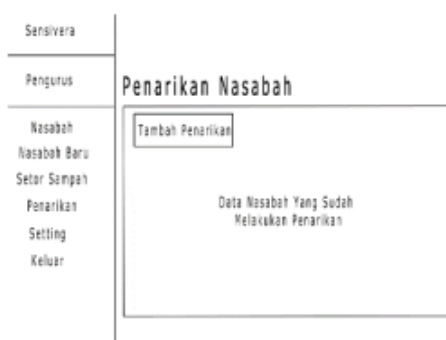 Sensivera
Pengurus
Nasabah
Nasabah Baru
Setor Sampah
Penarikan
Setting
Keluar
Penarikan Nasabah
Tambah Penarikan
Data Nasabah Yang Sudah
Melakukan Penarikan